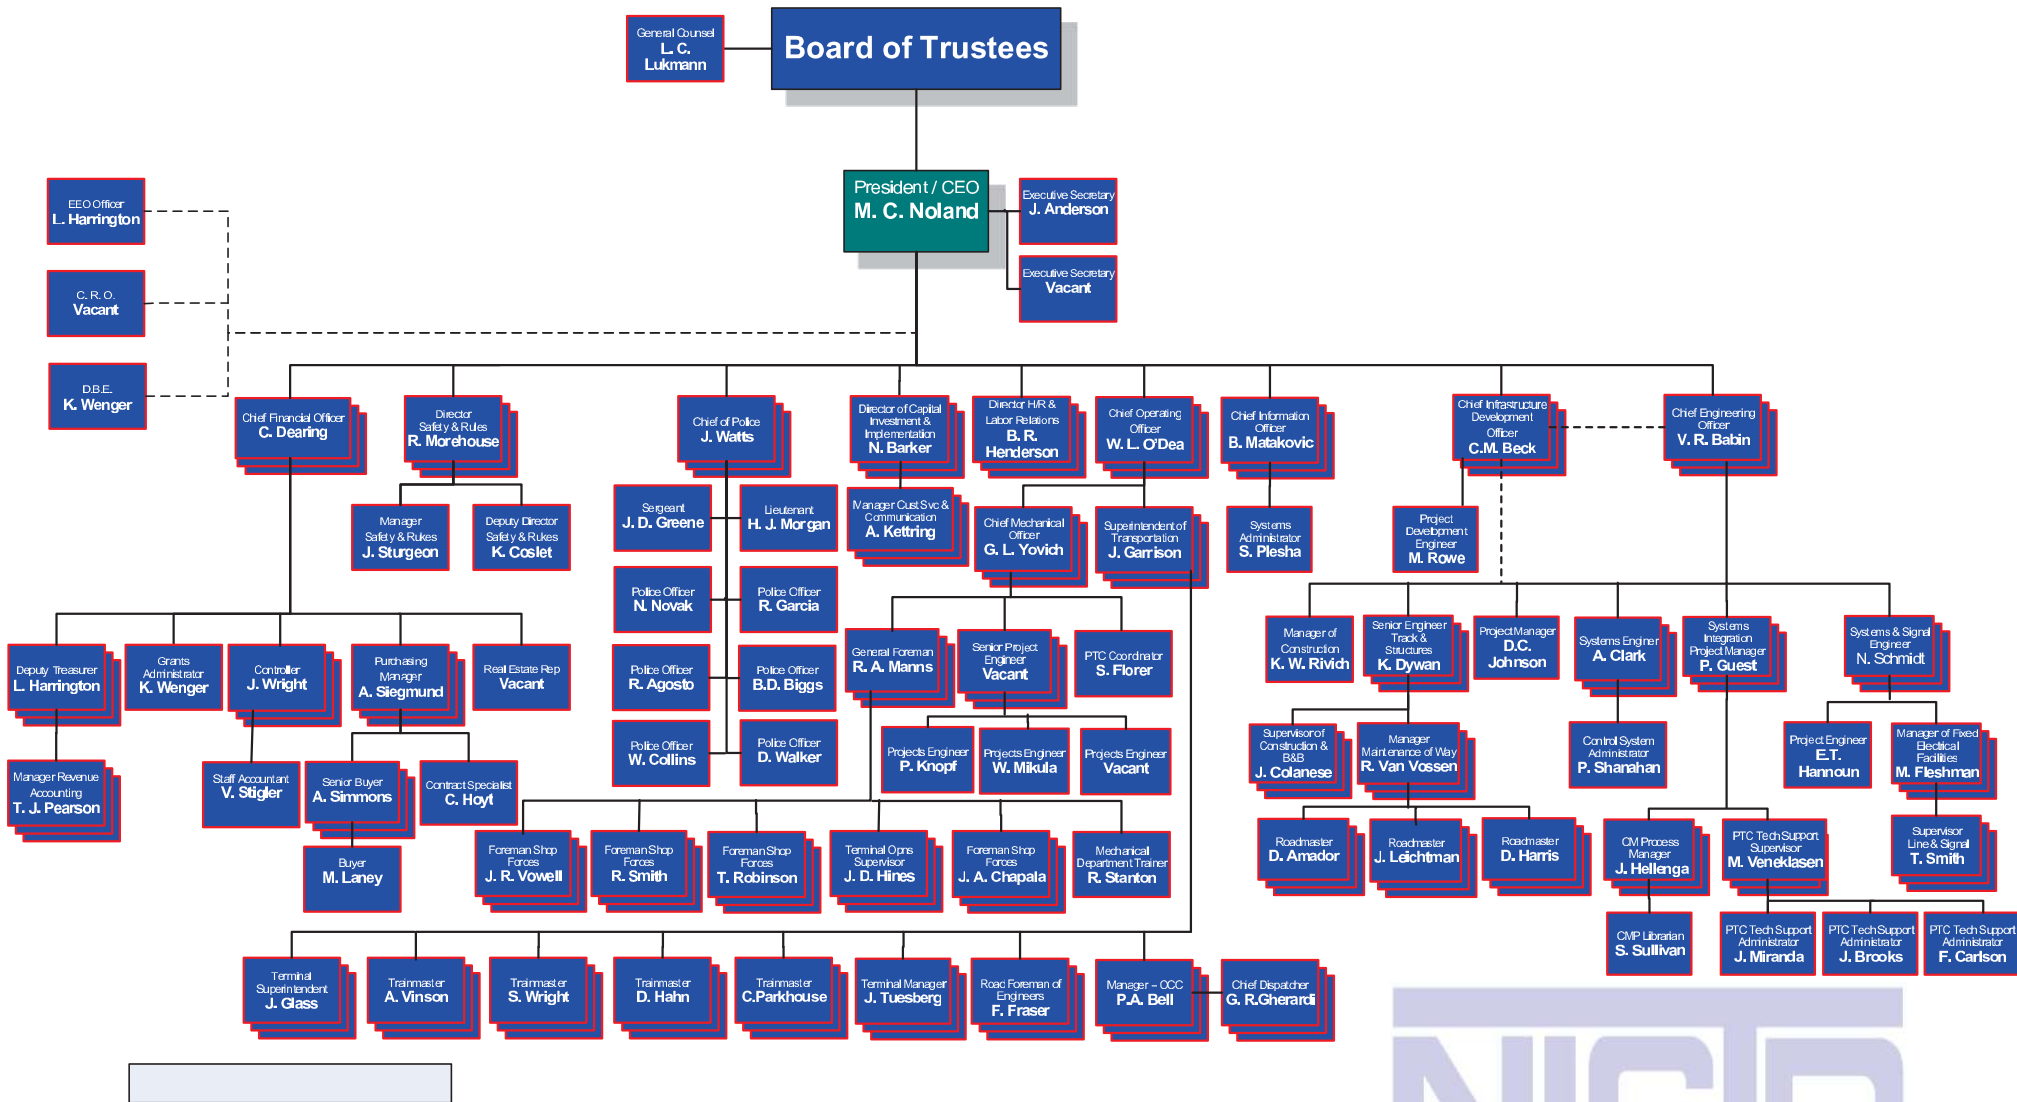 General Counsel
L. C.
Lukmann
Board of Trustees
President / CEO
M. C. Noland
Executive Secretary
J. Anderson
Executive Secretary
Vacant
EEO Officer
L. Harrington
C. R. O.
Vacant
D.B.E.
K. Wenger
Chief Financial Officer
C. Dearing
Director
Safety & Rules
R. Morehouse
Chief of Police
J. Watts
Director of Capital
Investment &
Implementation
N. Barker
Director H/R &
Labor Relations
B. R.
Henderson
Chief Operating
Officer
W. L. O'Dea
Chief Information
Officer
B. Matakovic
Chief Infrastructure
Development
Officer
C.M. Beck
Chief Engineering
Officer
V. R. Babin
Manager
Safety & Rukes
J. Sturgeon
Deputy Director
Safety & Rukes
K. Coslet
Sergeant
J. D. Greene
Lieutenant
H. J. Morgan
Manager Cust Svc &
Communication
A. Kettring
Chief Mechanical
Officer
G. L. Yovich
Superintendent of
Transportation
J. Garrison
Systems
Administrator
S. Plesha
Project
Development
Engineer
M. Rowe
Police Officer
N. Novak
Police Officer
R. Garcia
Police Officer
R. Agosto
Police Officer
B.D. Biggs
Police Officer
W. Collins
Police Officer
D. Walker
Deputy Treasurer
L. Harrington
Grants
Administrator
K. Wenger
Controller
J. Wright
Purchasing
Manager
A. Siegmund
Real Estate Rep
Vacant
General Foreman
R. A. Manns
Senior Project
Engineer
Vacant
PTC Coordinator
S. Florer
Manager of
Construction
K. W. Rivich
Senior Engineer
Track &
Structures
K. Dywan
Project Manager
D.C.
Johnson
Systems Enginer
A. Clark
Systems
Integration
Project Manager
P. Guest
Systems & Signal
Engineer
N. Schmidt
Manager Revenue
Accounting
T. J. Pearson
Staff Accountant
V. Stigler
Senior Buyer
A. Simmons
Contract Specialist
C. Hoyt
Buyer
M. Laney
Projects Engineer
P. Knopf
Projects Engineer
W. Mikula
Projects Engineer
Vacant
Supervisor of
Construction &
B&B
J. Colanese
Manager
Maintenance of Way
R. Van Vossen
Control System
Administrator
P. Shanahan
Project Engineer
E.T.
Hannoun
Manager of Fixed
Electrical
Facilities
M. Fleshman
Foreman Shop
Forces
J. R. Vowell
Foreman Shop
Forces
R. Smith
Foreman Shop
Forces
T. Robinson
Terminal Opns
Supervisor
J. D. Hines
Foreman Shop
Forces
J. A. Chapala
Mechanical
Department Trainer
R. Stanton
Roadmaster
D. Amador
Roadmaster
J. Leichtman
Roadmaster
D. Harris
CM Process
Manager
J. Hellenga
PTC Tech Support
Supervisor
M. Veneklasen
Supervisor
Line & Signal
T. Smith
CMP Librarian
S. Sullivan
PTC Tech Support
Administrator
J. Miranda
PTC Tech Support
Administrator
J. Brooks
PTC Tech Support
Administrator
F. Carlson
Terminal
Superintendent
J. Glass
Trainmaster
A. Vinson
Trainmaster
S. Wright
Trainmaster
D. Hahn
Trainmaster
C.Parkhouse
Terminal Manager
J. Tuesberg
Road Foreman of
Engineers
F. Fraser
Manager – OCC
P.A. Bell
Chief Dispatcher
G. R.Gherardi
NICTD